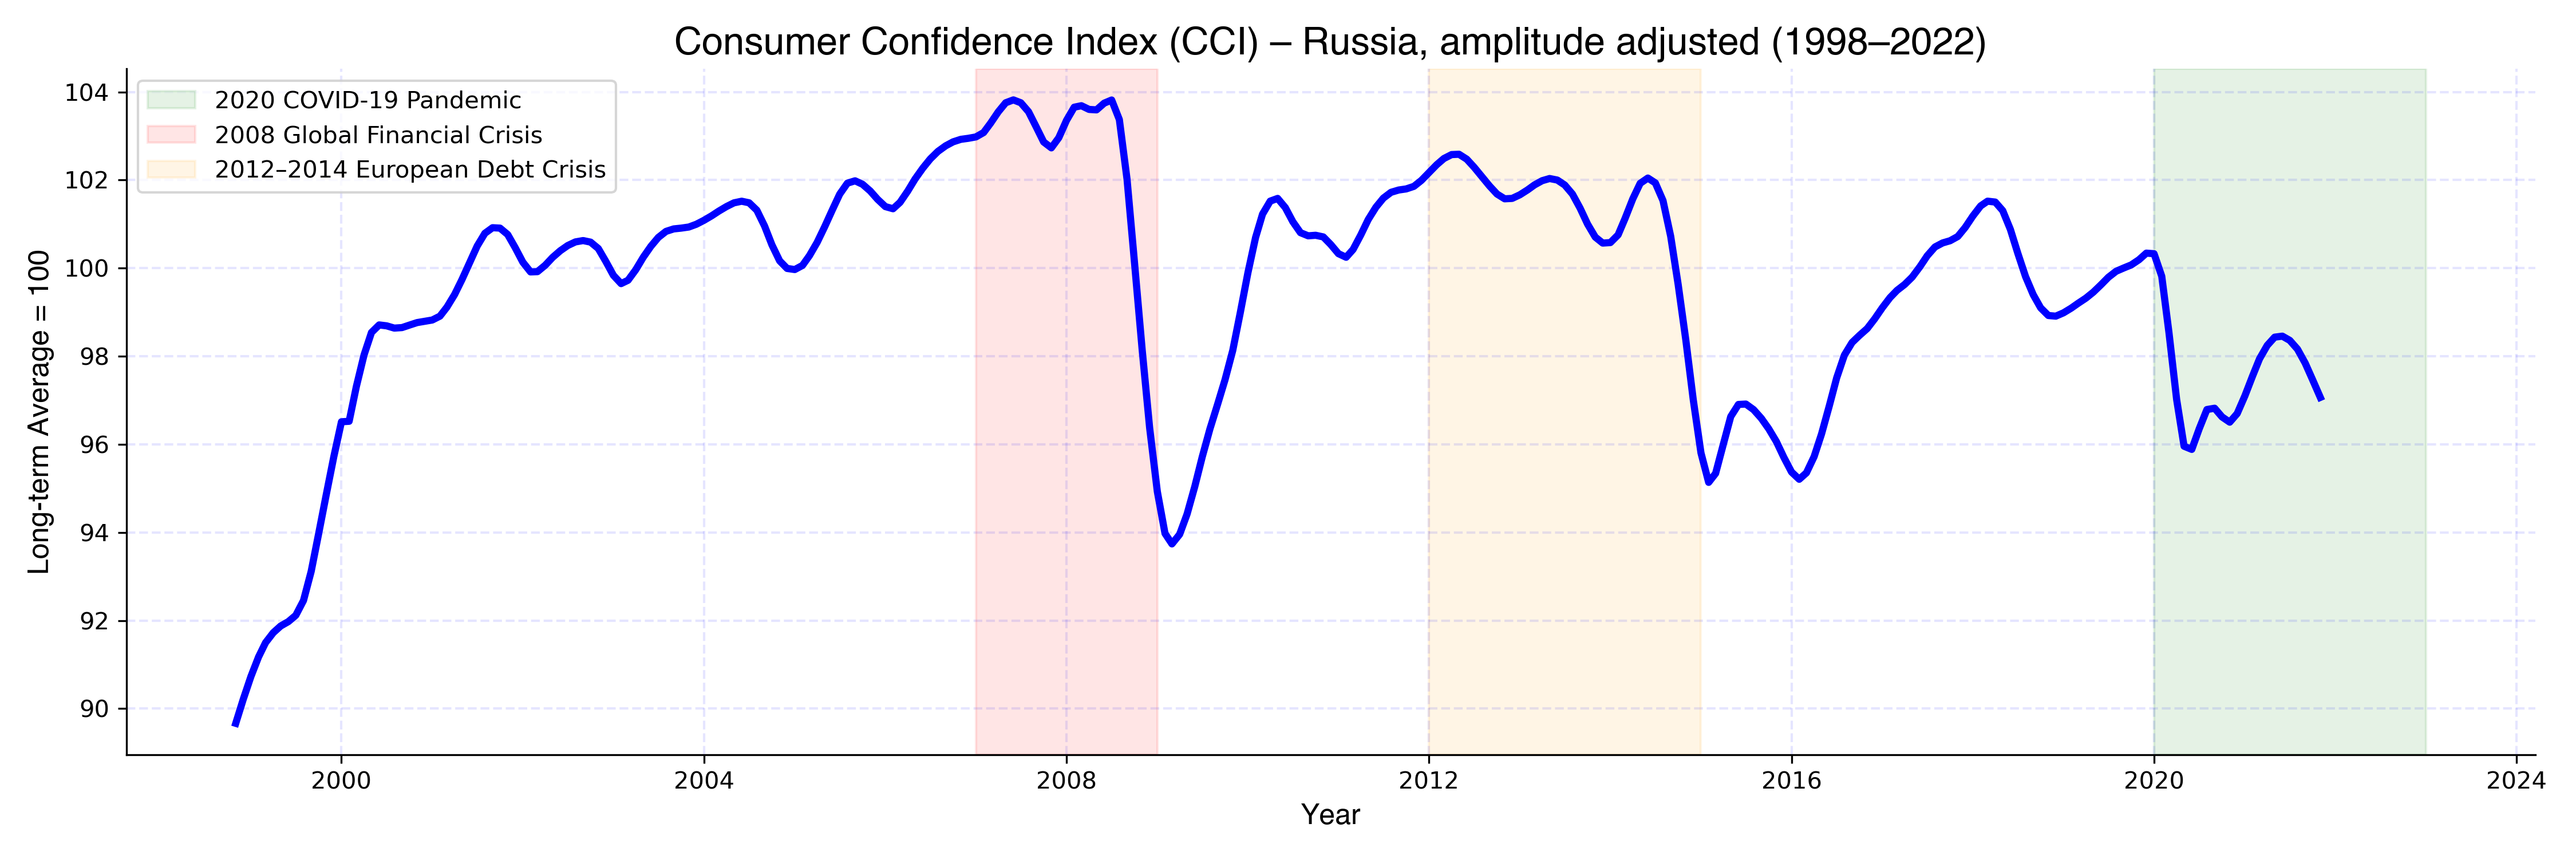 Consumer Confidence Index (CCI) – Russia, amplitude adjusted (1998–2022)
2020 COVID-19 Pandemic
2008 Global Financial Crisis
2012–2014 European Debt Crisis
Long-term Average = 100
104
102
100
98
96
94
92
90
2000
2004
2008
2012
2016
2020
2024
Year